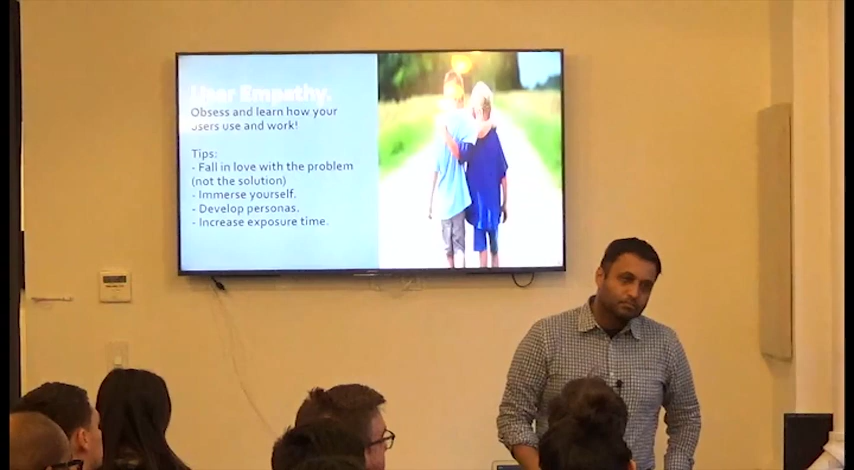 User Empathy.
Obsess and learn how your
users use and work!
Tips:
- Fall in love with the problem
(not the solution)
- Immerse yourself.
- Develop personas.
- Increase exposure time.